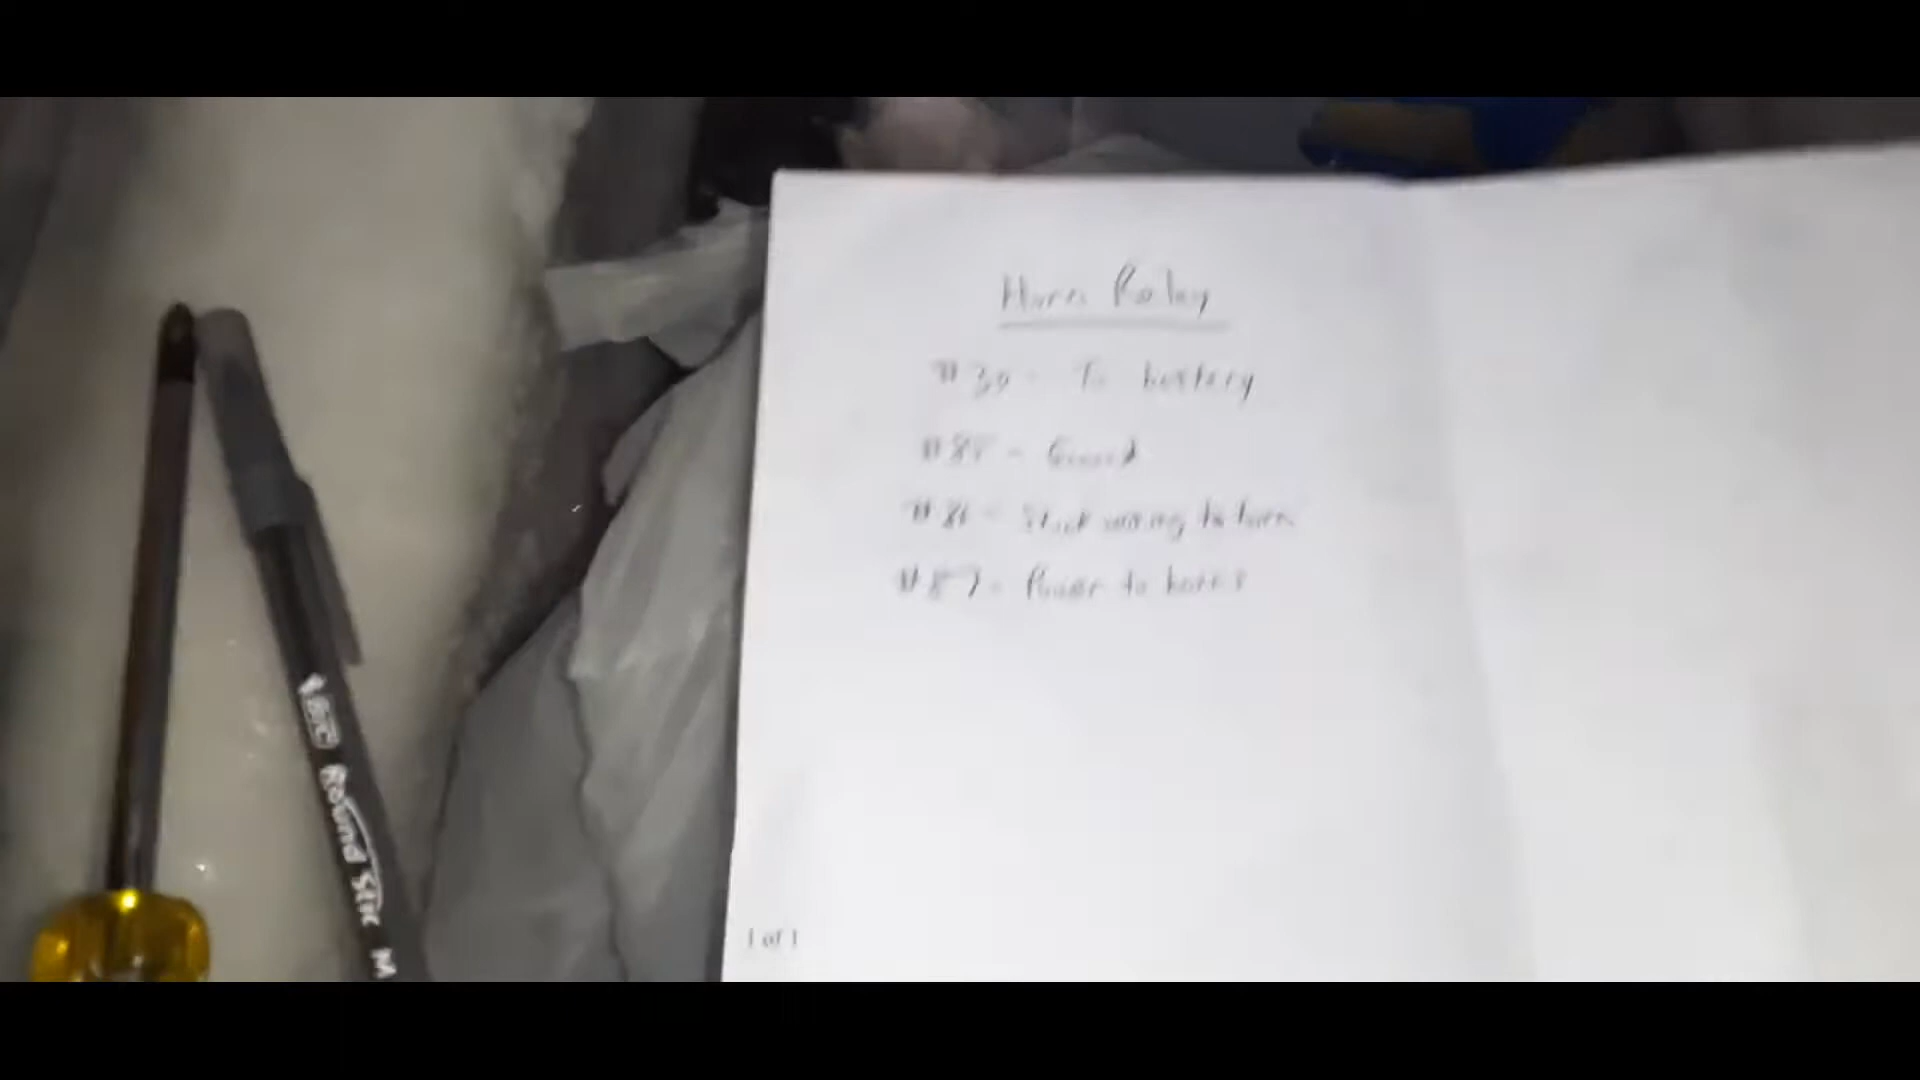 Horn Relay
#30 - To battery
#85 - Ground
#86 - Stock wiring to horn
#87 - Power to horns
1 of 1
BIC Round Stic M